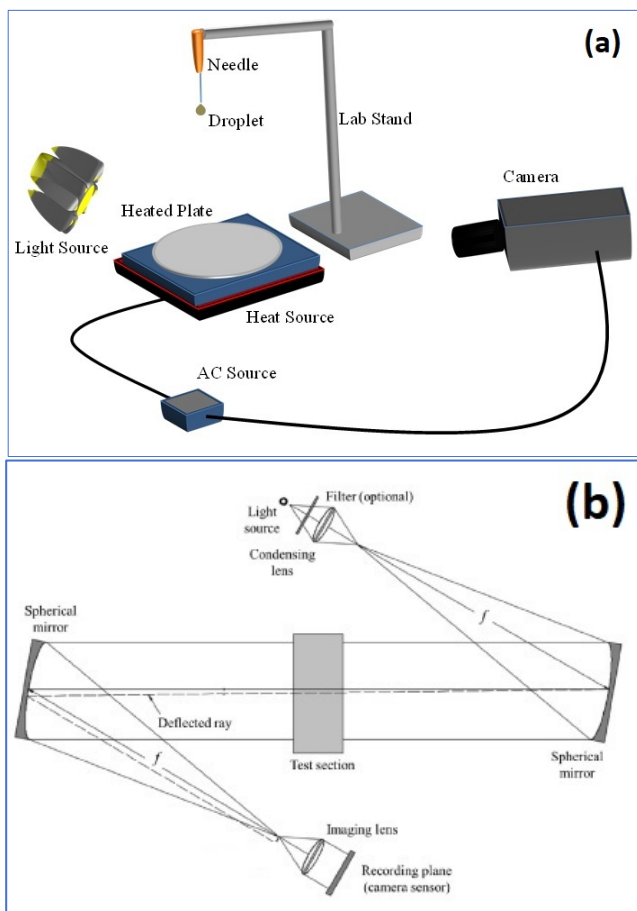 (a)
Needle
Droplet
Lab Stand
Camera
Heated Plate
Light Source
Heat Source
AC Source
(b)
Filter (optional)
Light
source
Condensing
lens
Spherical
mirror
f
Deflected ray
f
Test section
Spherical
mirror
Imaging lens
Recording plane
(camera sensor)